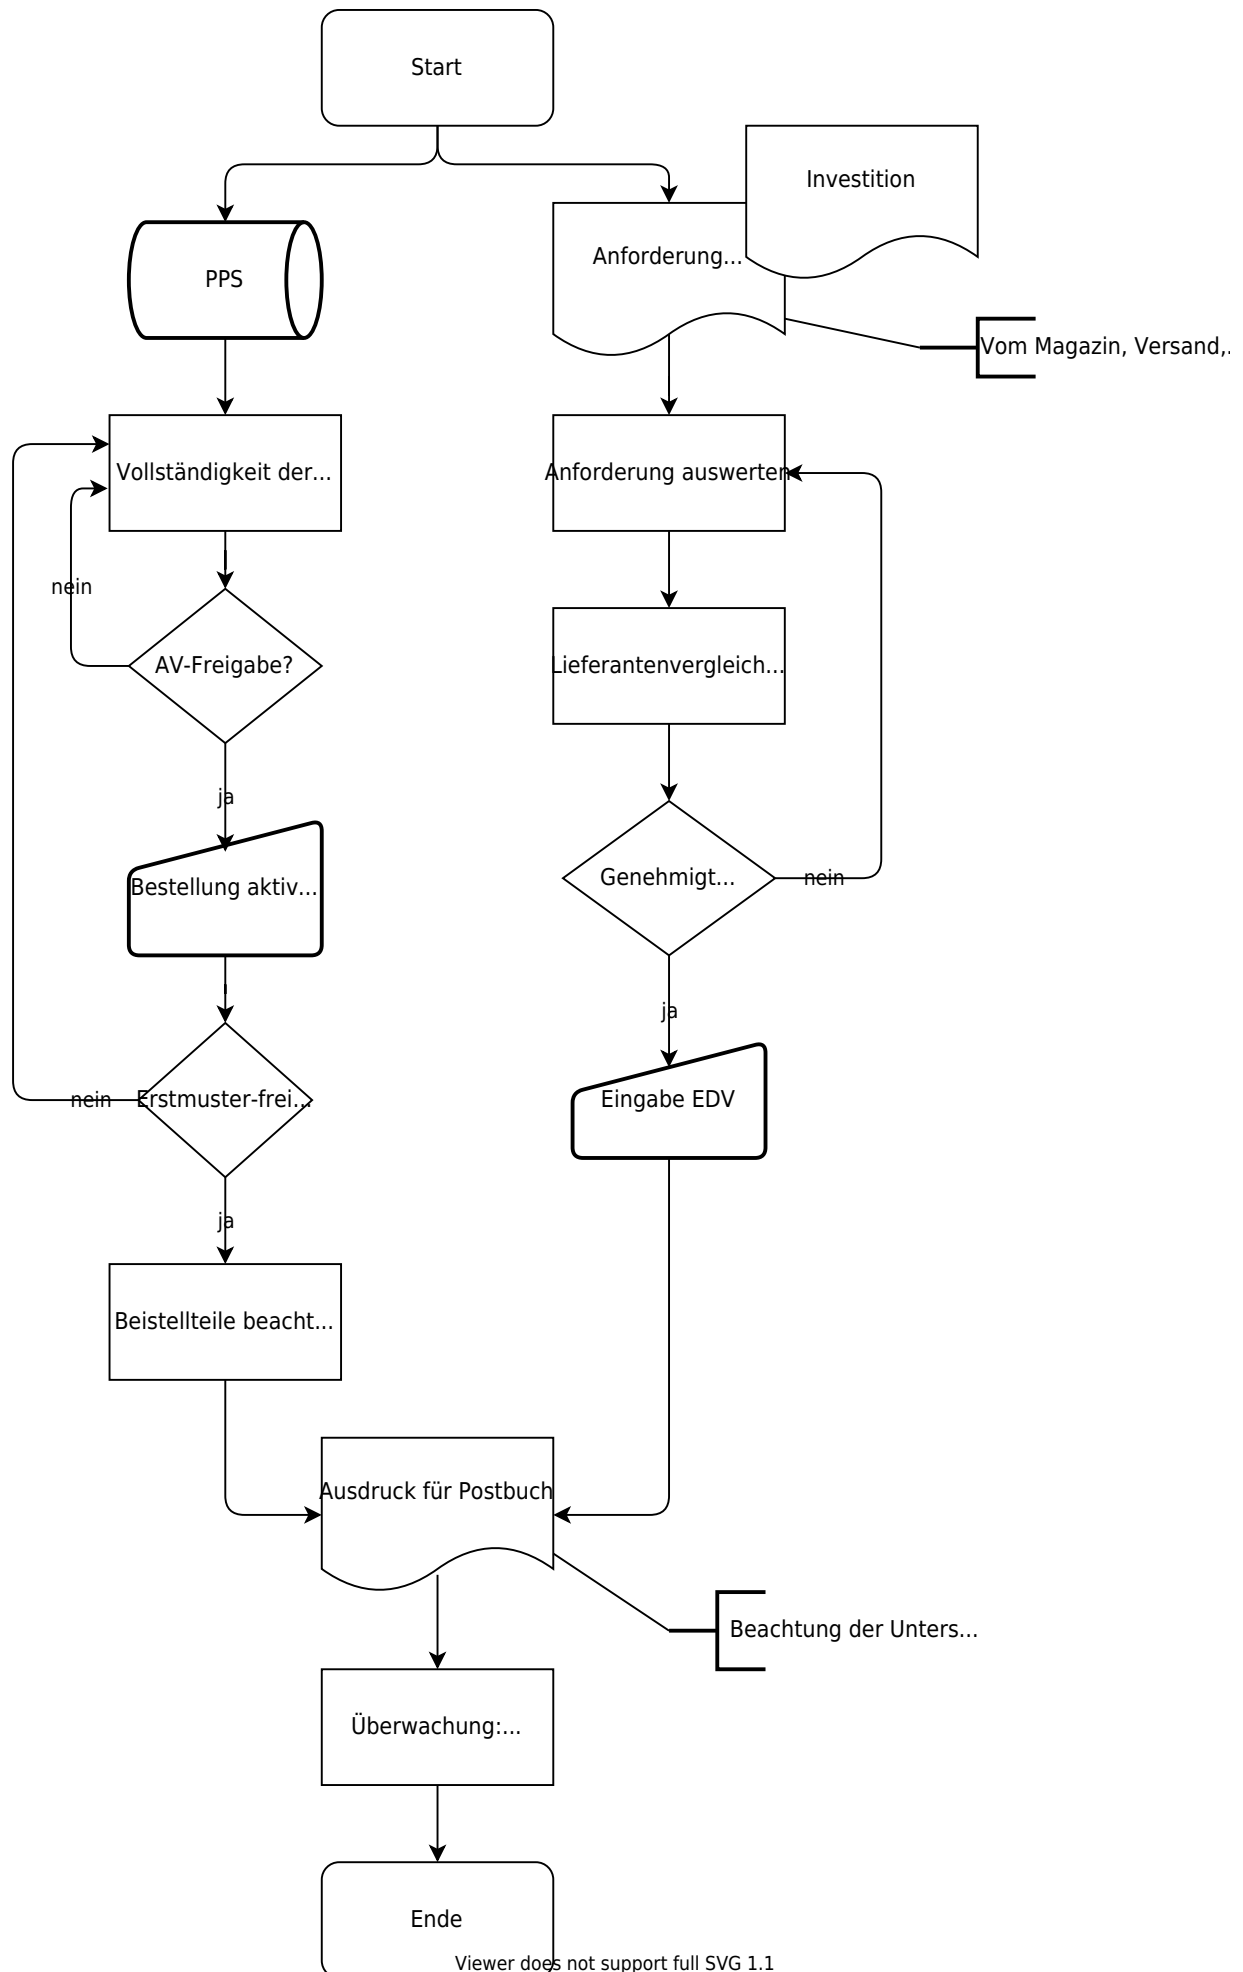 Start
Investition
Anforderung...
PPS
Vom Magazin, Versand,.
Vollständigkeit der...
Anforderung auswerten
nein
AV-Freigabe?
Lieferantenvergleich...
ja
Bestellung aktiv...
Genehmigt...
nein
ja
nein
Erstmuster-frei...
Eingabe EDV
ja
Beistellteile beacht...
Ausdruck für Postbuch
Beachtung der Unters...
Überwachung:...
Ende
Viewer does not support full SVG 1.1